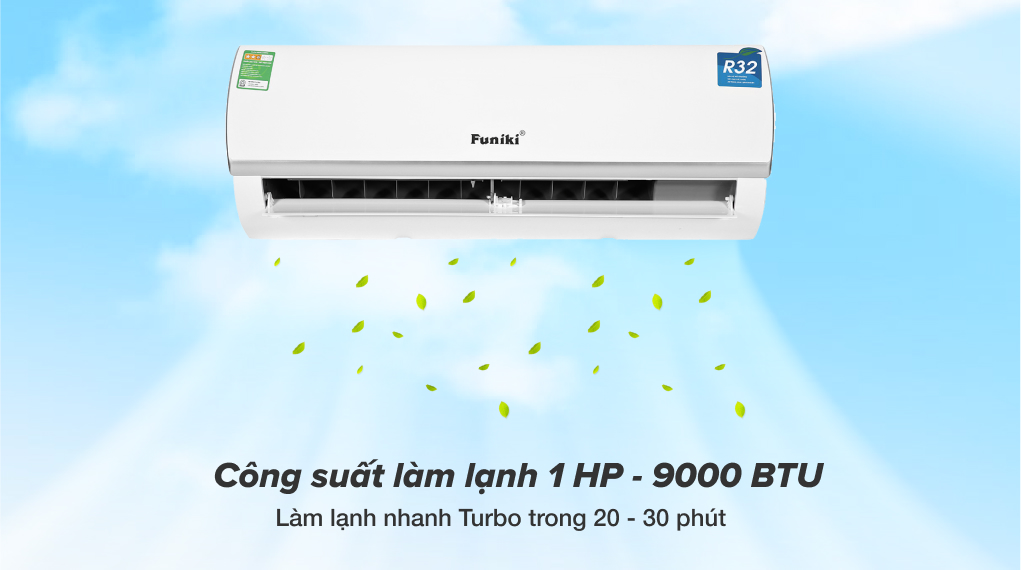 R32
Funiki®
Công suất làm lạnh 1 HP - 9000 BTU
Làm lạnh nhanh Turbo trong 20 - 30 phút